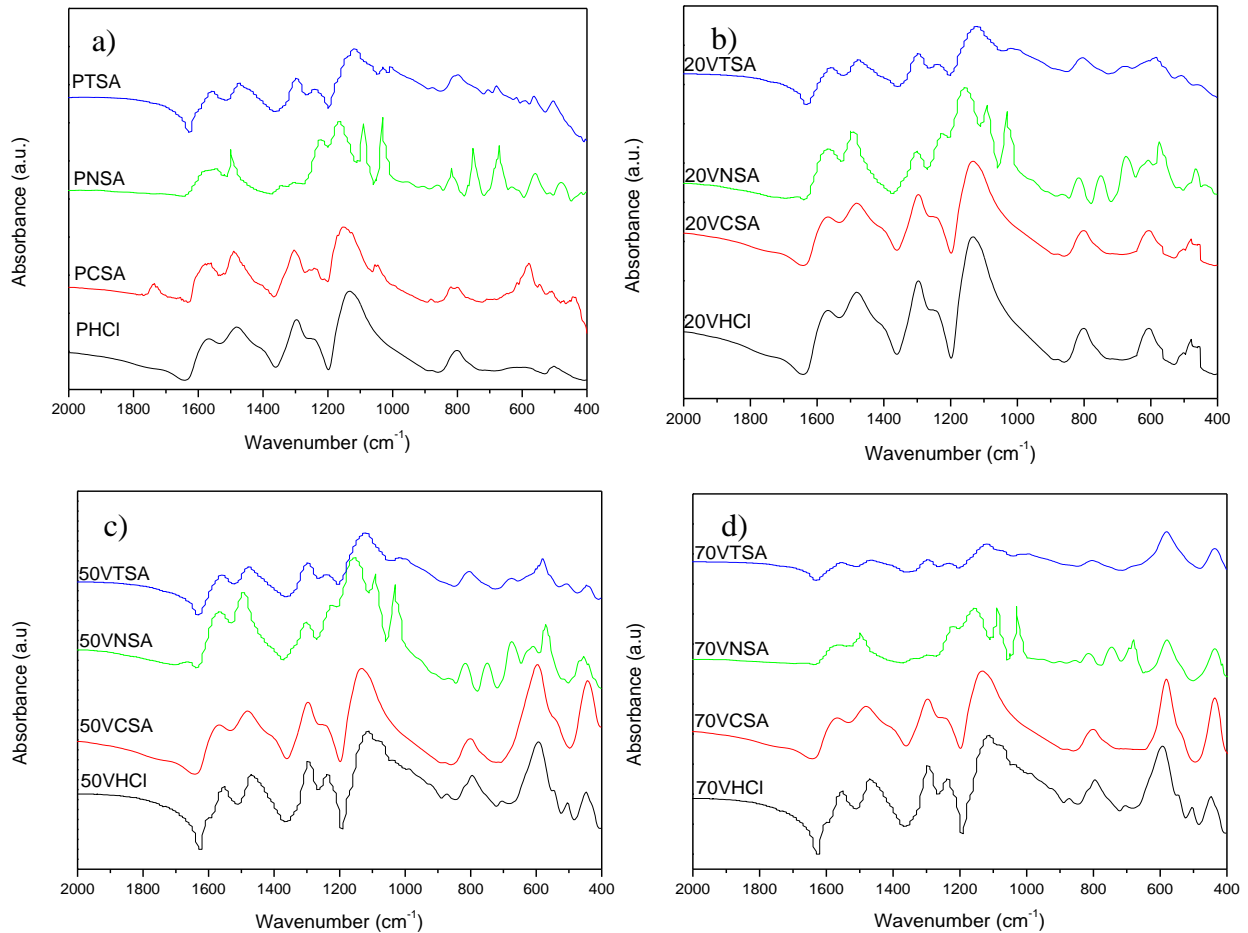 a)
PTSA
PNSA
PCSA
PHCl
Absorbance (a.u.)
2000 1800 1600 1400 1200 1000 800 600 400
Wavenumber (cm⁻¹)
b)
20VTSA
20VNSA
20VCSA
20VHCl
Absorbance (a.u.)
2000 1800 1600 1400 1200 1000 800 600 400
Wavenumber (cm⁻¹)
c)
50VTSA
50VNSA
50VCSA
50VHCl
Absorbance (a.u)
2000 1800 1600 1400 1200 1000 800 600 400
Wavenumber (cm⁻¹)
d)
70VTSA
70VNSA
70VCSA
70VHCl
Absorbance (a.u)
2000 1800 1600 1400 1200 1000 800 600 400
Wavenumber (cm⁻¹)